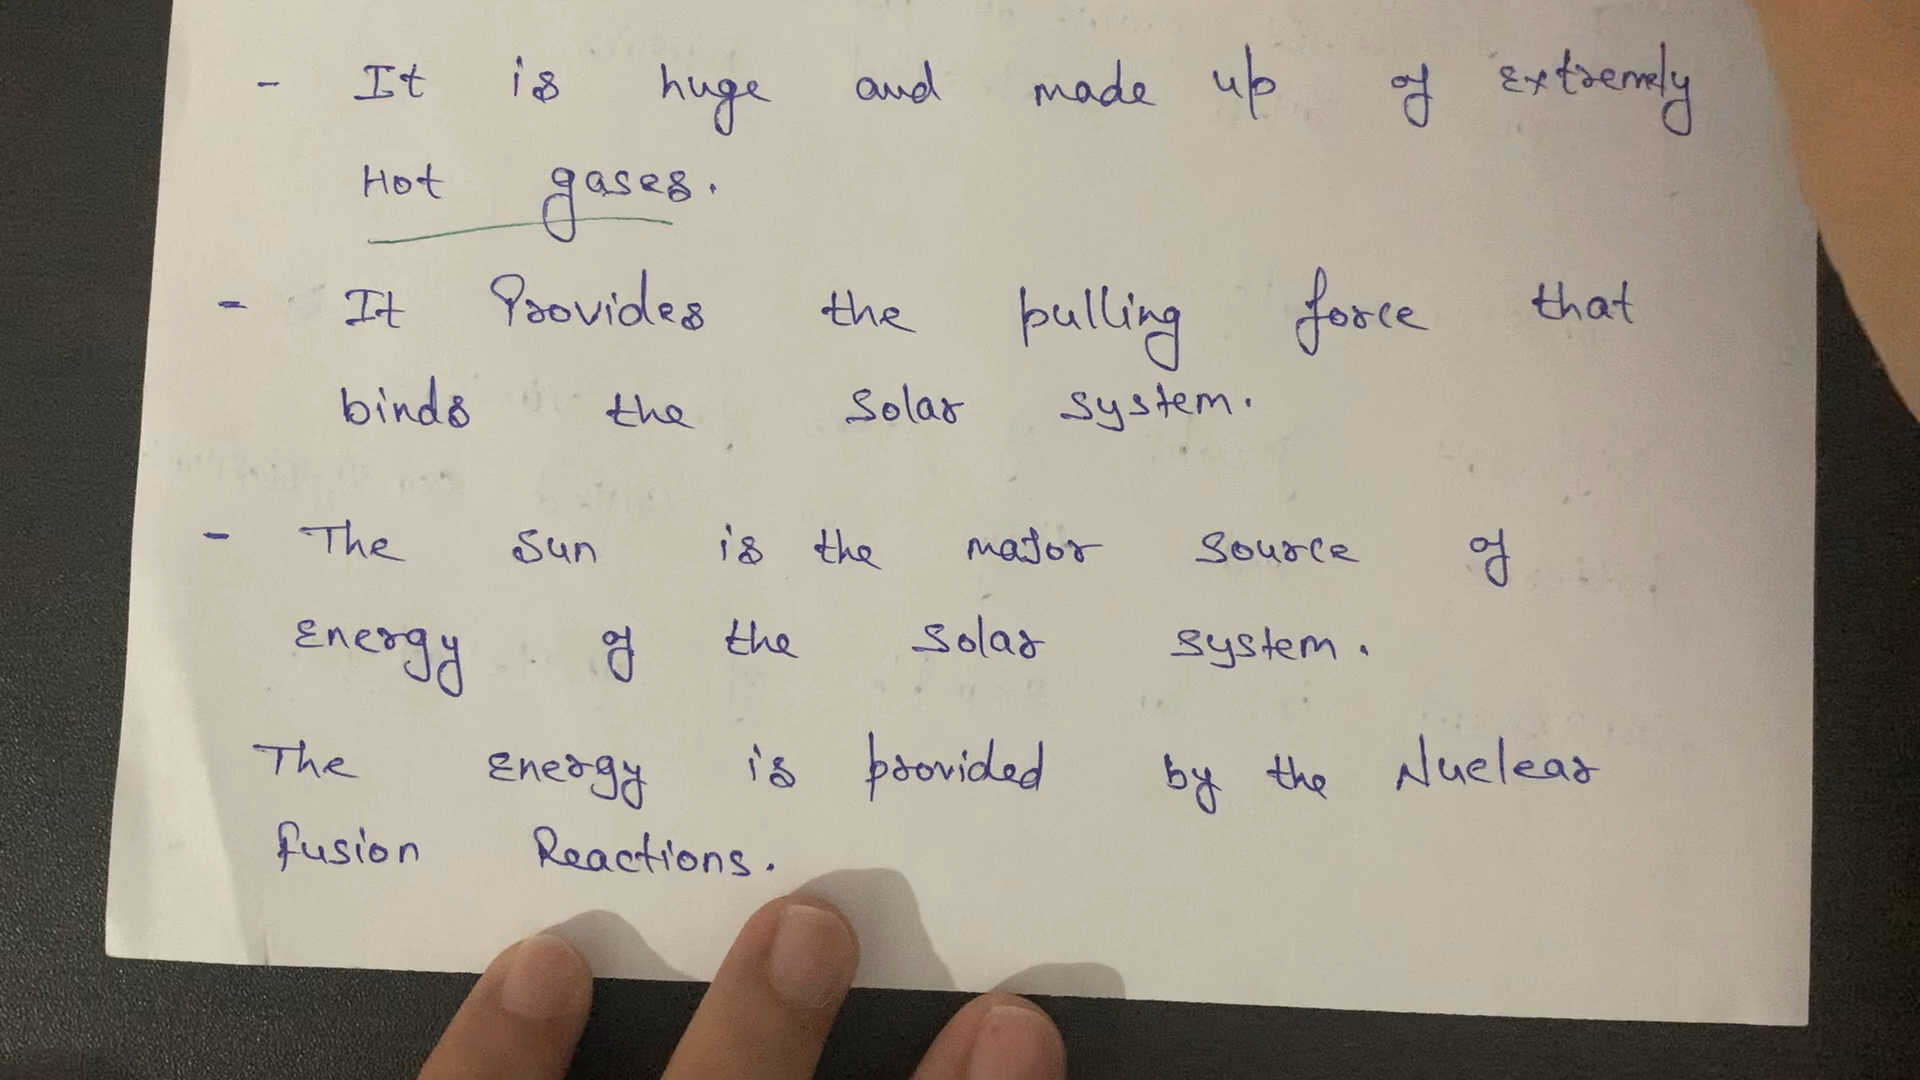 - It is huge and made up of extremely
Hot gases.
- It Provides the pulling force that
binds the solar system.
- The sun is the major source of
energy of the solar system.
The energy is provided by the Nuclear
fusion Reactions.